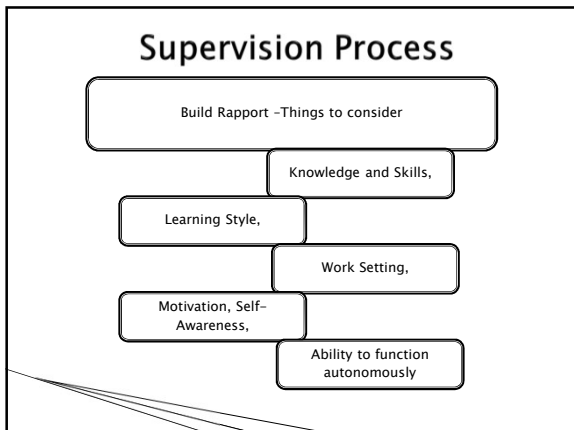 Supervision Process
Build Rapport –Things to consider
Knowledge and Skills,
Learning Style,
Work Setting,
Motivation, Self-
Awareness,
Ability to function
autonomously